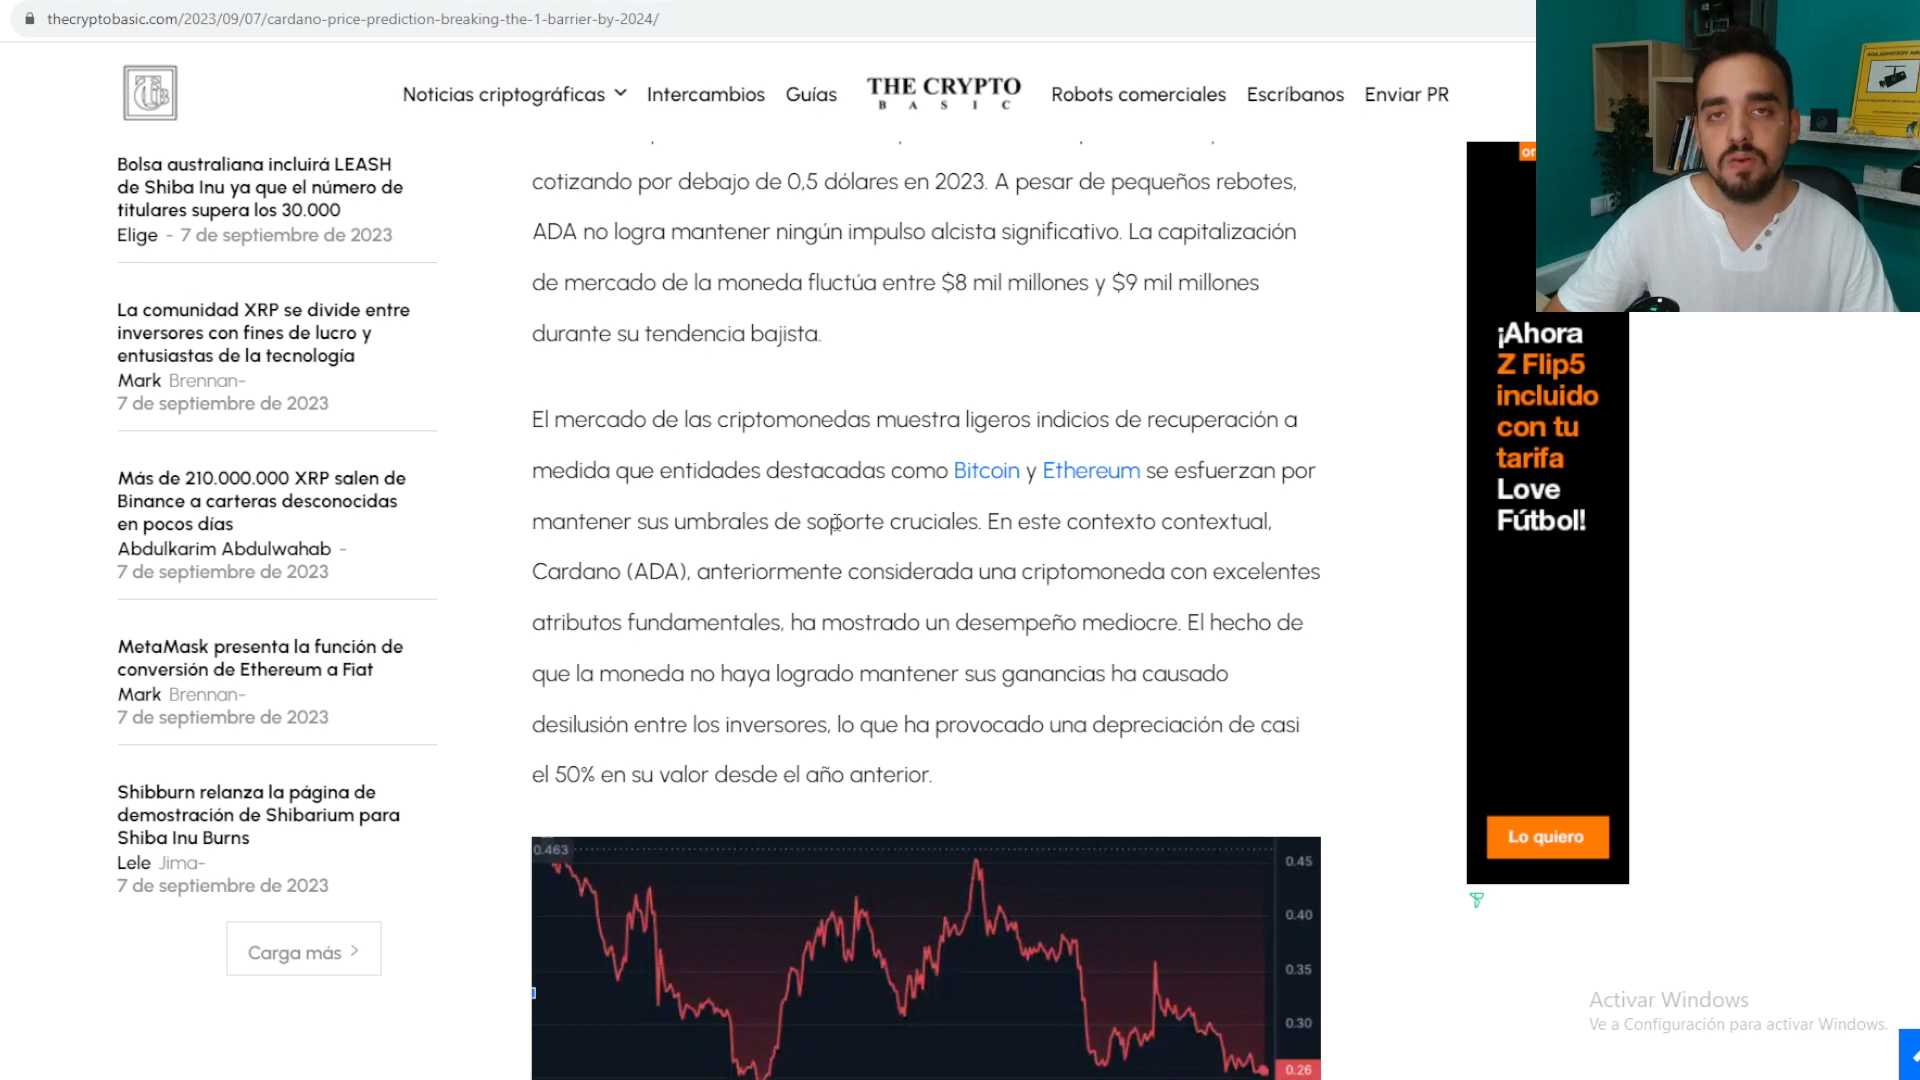 thecryptobasic.com/2023/09/07/cardano-price-prediction-breaking-the-1-barrier-by-2024/
Noticias criptográficas
Intercambios
Guías
THE CRYPTO
BASIC
Robots comerciales
Escríbanos
Enviar PR
Bolsa australiana incluirá LEASH
de Shiba Inu ya que el número de
titulares supera los 30.000
Elige - 7 de septiembre de 2023
La comunidad XRP se divide entre
inversores con fines de lucro y
entusiastas de la tecnología
Mark Brennan-
7 de septiembre de 2023
Más de 210.000.000 XRP salen de
Binance a carteras desconocidas
en pocos días
Abdulkarim Abdulwahab -
7 de septiembre de 2023
MetaMask presenta la función de
conversión de Ethereum a Fiat
Mark Brennan-
7 de septiembre de 2023
Shibburn relanza la página de
demostración de Shibarium para
Shiba Inu Burns
Lele Jima-
7 de septiembre de 2023
Carga más
cotizando por debajo de 0,5 dólares en 2023. A pesar de pequeños rebotes,
ADA no logra mantener ningún impulso alcista significativo. La capitalización
de mercado de la moneda fluctúa entre $8 mil millones y $9 mil millones
durante su tendencia bajista.
El mercado de las criptomonedas muestra ligeros indicios de recuperación a
medida que entidades destacadas como Bitcoin y Ethereum se esfuerzan por
mantener sus umbrales de soporte cruciales. En este contexto contextual,
Cardano (ADA), anteriormente considerada una criptomoneda con excelentes
atributos fundamentales, ha mostrado un desempeño mediocre. El hecho de
que la moneda no haya logrado mantener sus ganancias ha causado
desilusión entre los inversores, lo que ha provocado una depreciación de casi
el 50% en su valor desde el año anterior.
0.463
0.45
0.40
0.35
0.30
0.26
¡Ahora
Z Flip5
incluido
con tu
tarifa
Love
Fútbol!
Lo quiero
Activar Windows
Ve a Configuración para activar Windows.